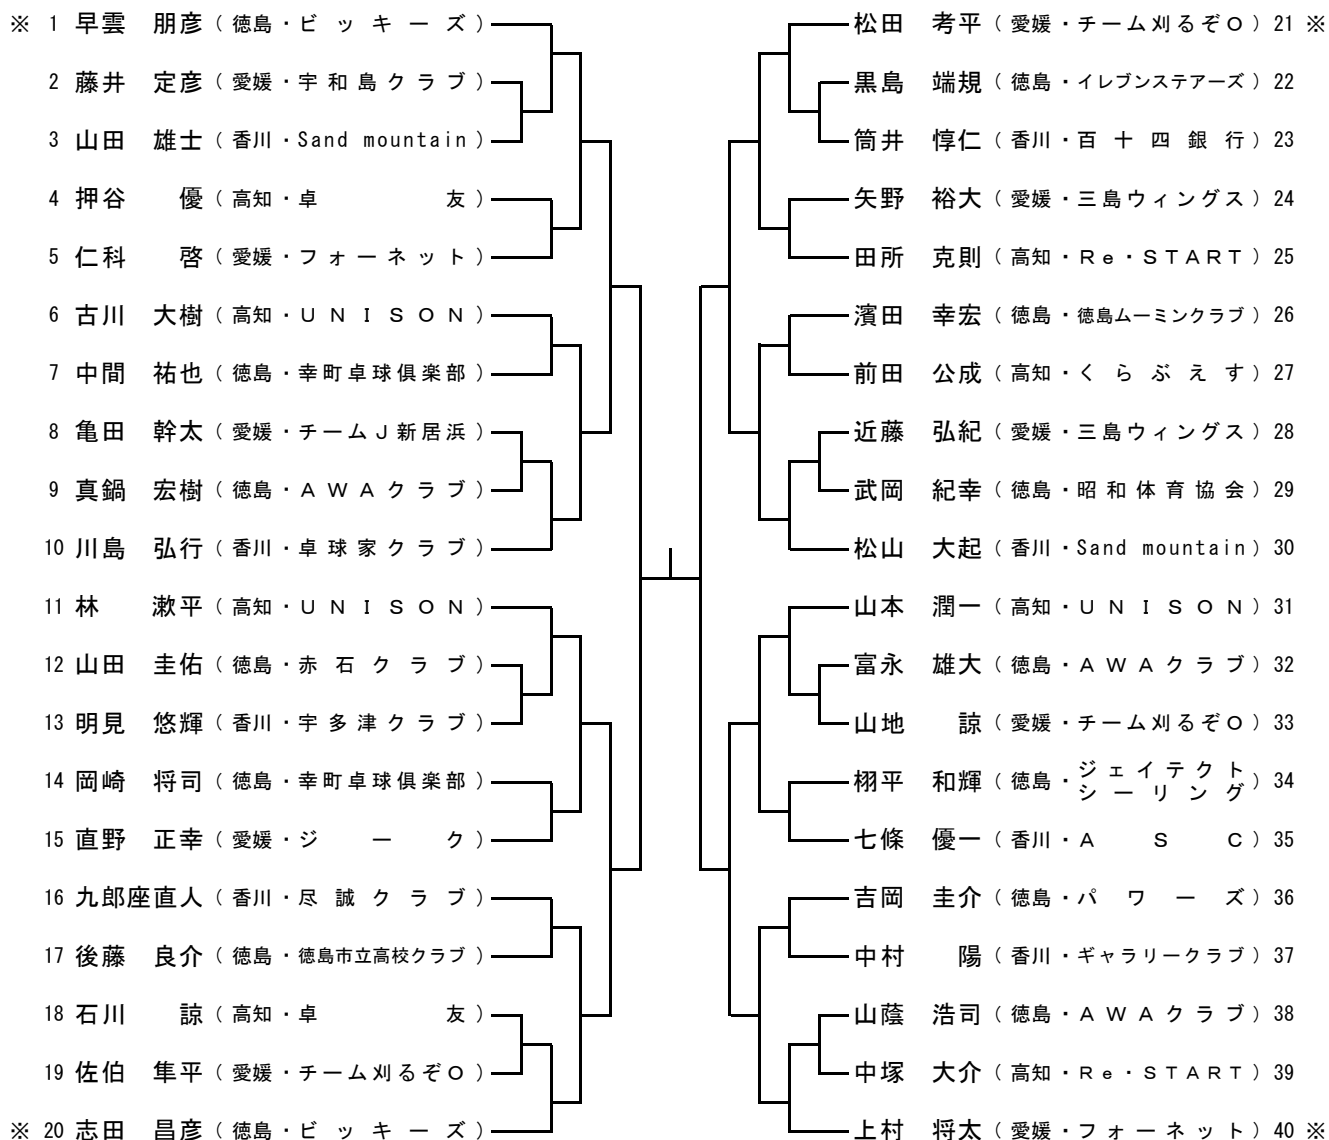 ※ 1 早雲 朋彦 (徳島・ビッキーズ)
2 藤井 定彦 (愛媛・宇和島クラブ)
3 山田 雄士 (香川・Sand mountain)
4 押谷 優 (高知・卓友)
5 仁科 啓 (愛媛・フォーネット)
6 古川 大樹 (高知・UNISON)
7 中間 祐也 (徳島・幸町卓球倶楽部)
8 亀田 幹太 (愛媛・チームJ新居浜)
9 真鍋 宏樹 (徳島・AWAクラブ)
10 川島 弘行 (香川・卓球家クラブ)
11 林 漱平 (高知・UNISON)
12 山田 圭佑 (徳島・赤石クラブ)
13 明見 悠輝 (香川・宇多津クラブ)
14 岡崎 将司 (徳島・幸町卓球倶楽部)
15 直野 正幸 (愛媛・ジーク)
16 九郎座直人 (香川・尽誠クラブ)
17 後藤 良介 (徳島・徳島市立高校クラブ)
18 石川 諒 (高知・卓友)
19 佐伯 隼平 (愛媛・チーム刈るぞO)
※ 20 志田 昌彦 (徳島・ビッキーズ)
松田 考平 (愛媛・チーム刈るぞO) 21 ※
黒島 端規 (徳島・イレブンステアーズ) 22
筒井 惇仁 (香川・百十四銀行) 23
矢野 裕大 (愛媛・三島ウィングス) 24
田所 克則 (高知・Re・START) 25
濱田 幸宏 (徳島・徳島ムーミンクラブ) 26
前田 公成 (高知・くらぶえす) 27
近藤 弘紀 (愛媛・三島ウィングス) 28
武岡 紀幸 (徳島・昭和体育協会) 29
松山 大起 (香川・Sand mountain) 30
山本 潤一 (高知・UNISON) 31
富永 雄大 (徳島・AWAクラブ) 32
山地 諒 (愛媛・チーム刈るぞO) 33
栩平 和輝 (徳島・ジェイテクトシーリング) 34
七條 優一 (香川・ASC) 35
吉岡 圭介 (徳島・パワーズ) 36
中村 陽 (香川・ギャラリークラブ) 37
山蔭 浩司 (徳島・AWAクラブ) 38
中塚 大介 (高知・Re・START) 39
上村 将太 (愛媛・フォーネット) 40 ※